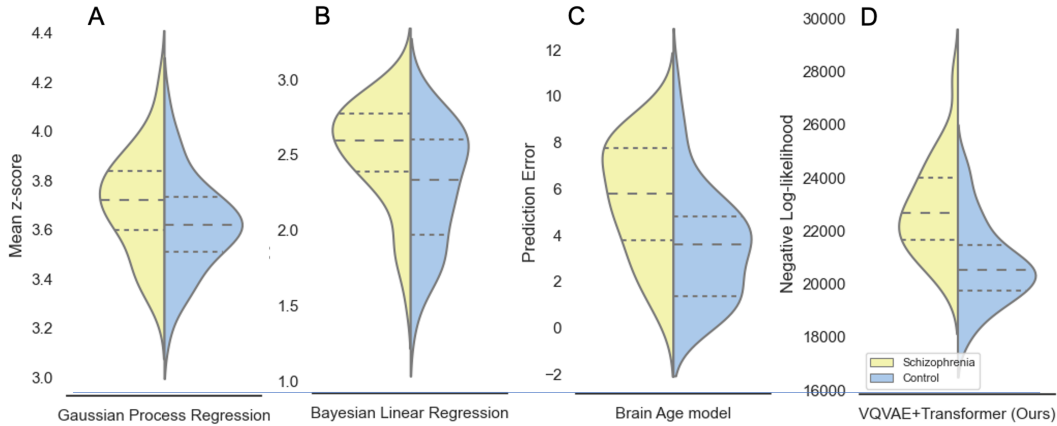 A
B
C
D
Mean z-score
4.4
4.2
4.0
3.8
3.6
3.4
3.2
3.0
Gaussian Process Regression
3.0
2.5
2.0
1.5
1.0
Bayesian Linear Regression
Prediction Error
12
10
8
6
4
2
0
−2
Brain Age model
Negative Log-likelihood
30000
28000
26000
24000
22000
20000
18000
16000
Schizophrenia
Control
VQVAE+Transformer (Ours)